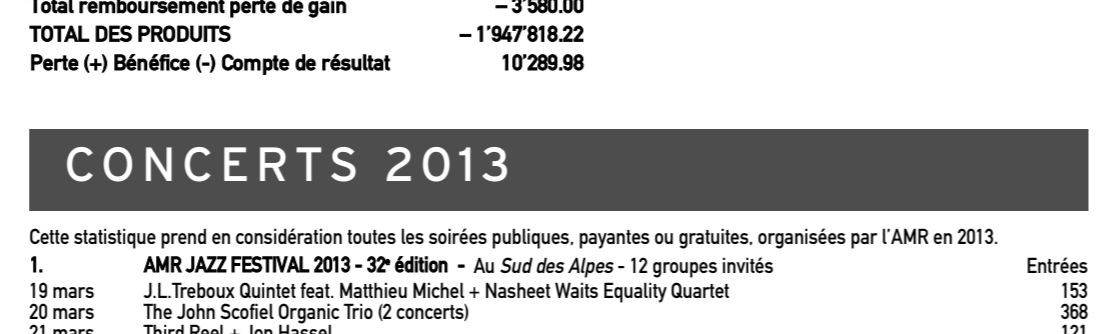 Total remboursement perte de gain – 3'580.00
TOTAL DES PRODUITS – 1'947'818.22
Perte (+) Bénéfice (-) Compte de résultat 10'289.98
CONCERTS 2013
Cette statistique prend en considération toutes les soirées publiques, payantes ou gratuites, organisées par l'AMR en 2013.
1. AMR JAZZ FESTIVAL 2013 - 32e édition - Au Sud des Alpes - 12 groupes invités Entrées
19 mars J.L.Treboux Quintet feat. Matthieu Michel + Nasheet Waits Equality Quartet 153
20 mars The John Scofiel Organic Trio (2 concerts) 368
21 mars Third Reel + Jon Hassel 121